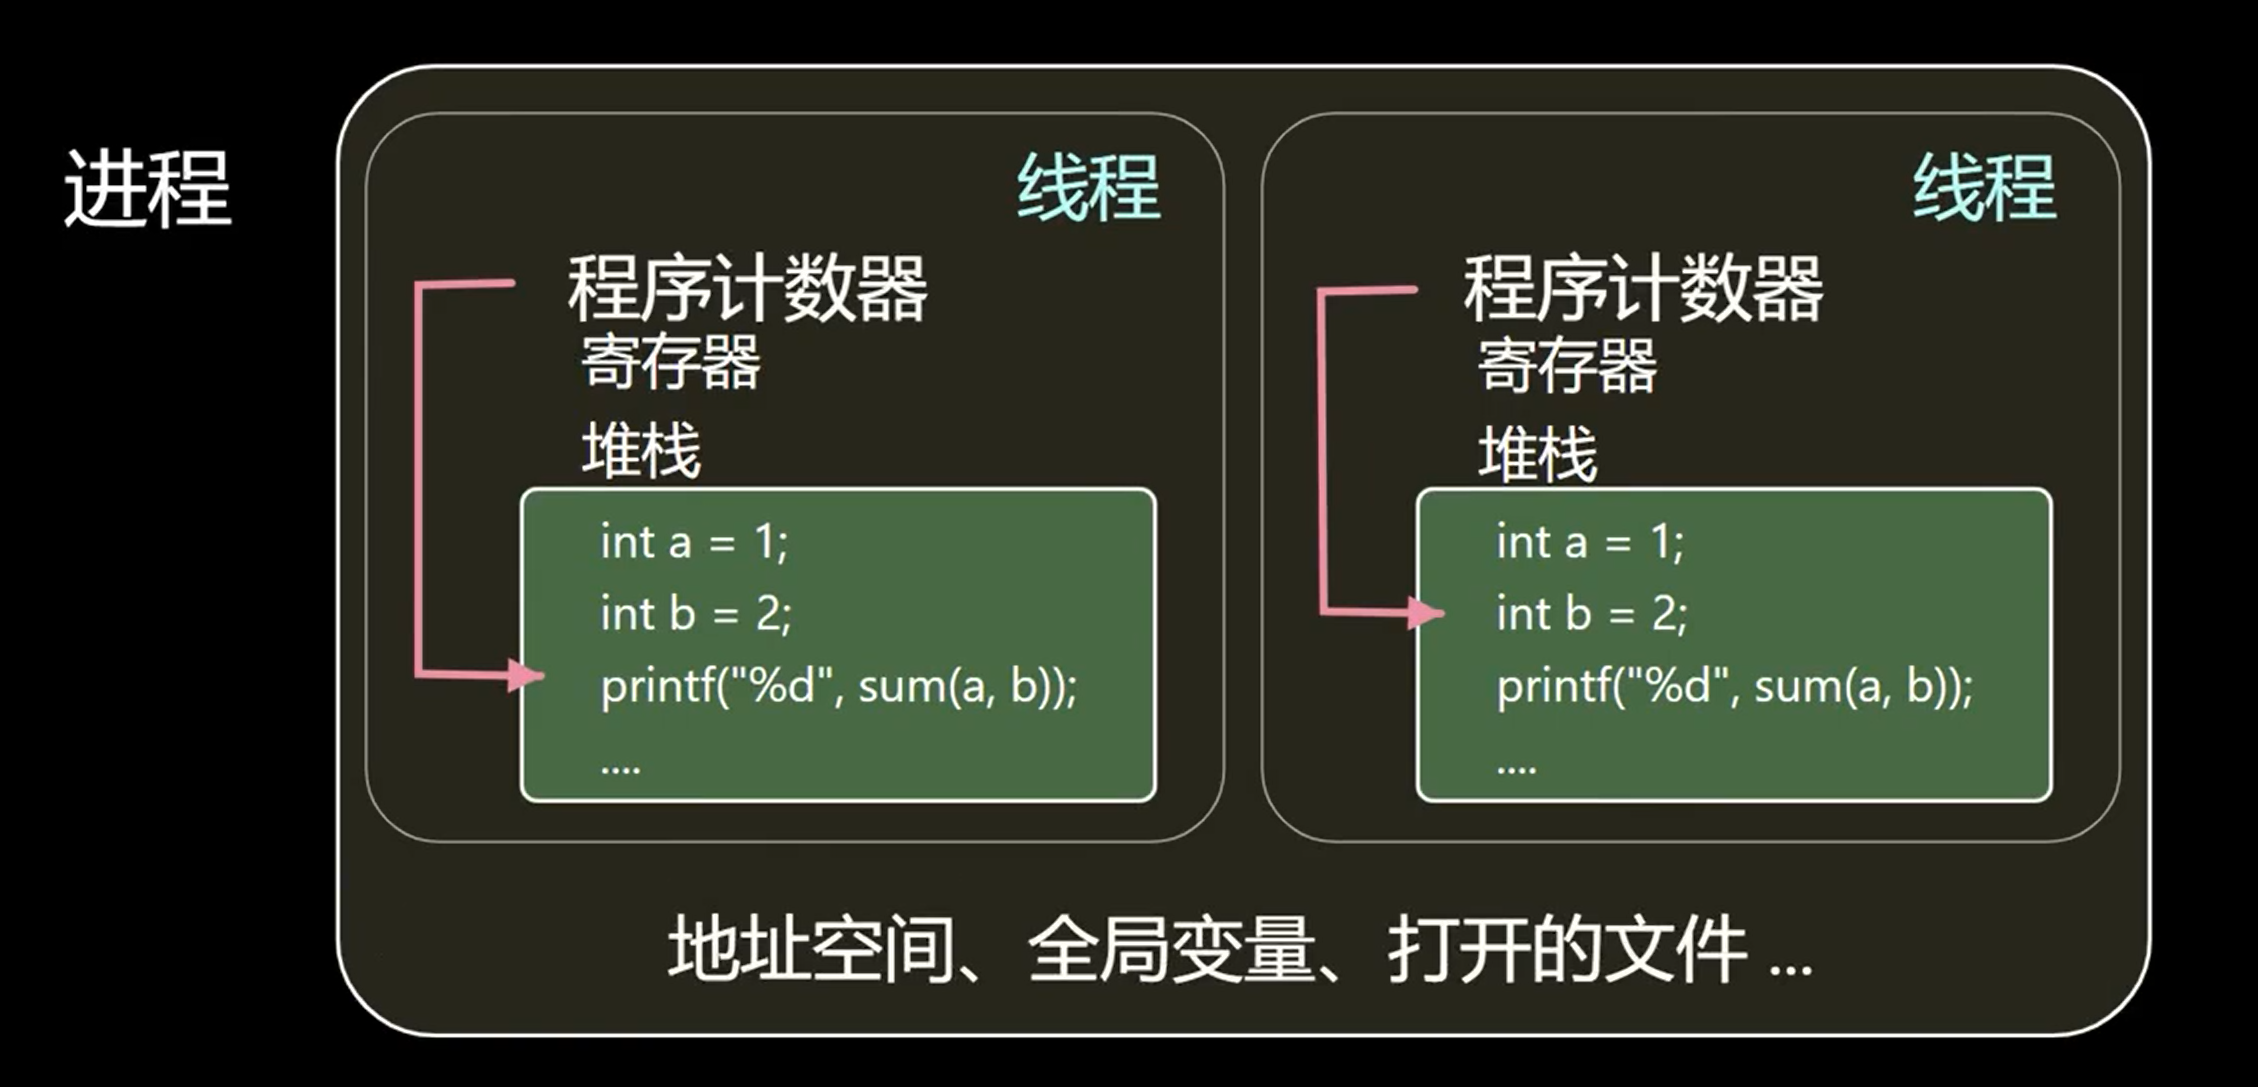 进程
线程
程序计数器
寄存器
堆栈
int a = 1;
int b = 2;
printf("%d", sum(a, b));
....
线程
程序计数器
寄存器
堆栈
int a = 1;
int b = 2;
printf("%d", sum(a, b));
....
地址空间、全局变量、打开的文件 ...